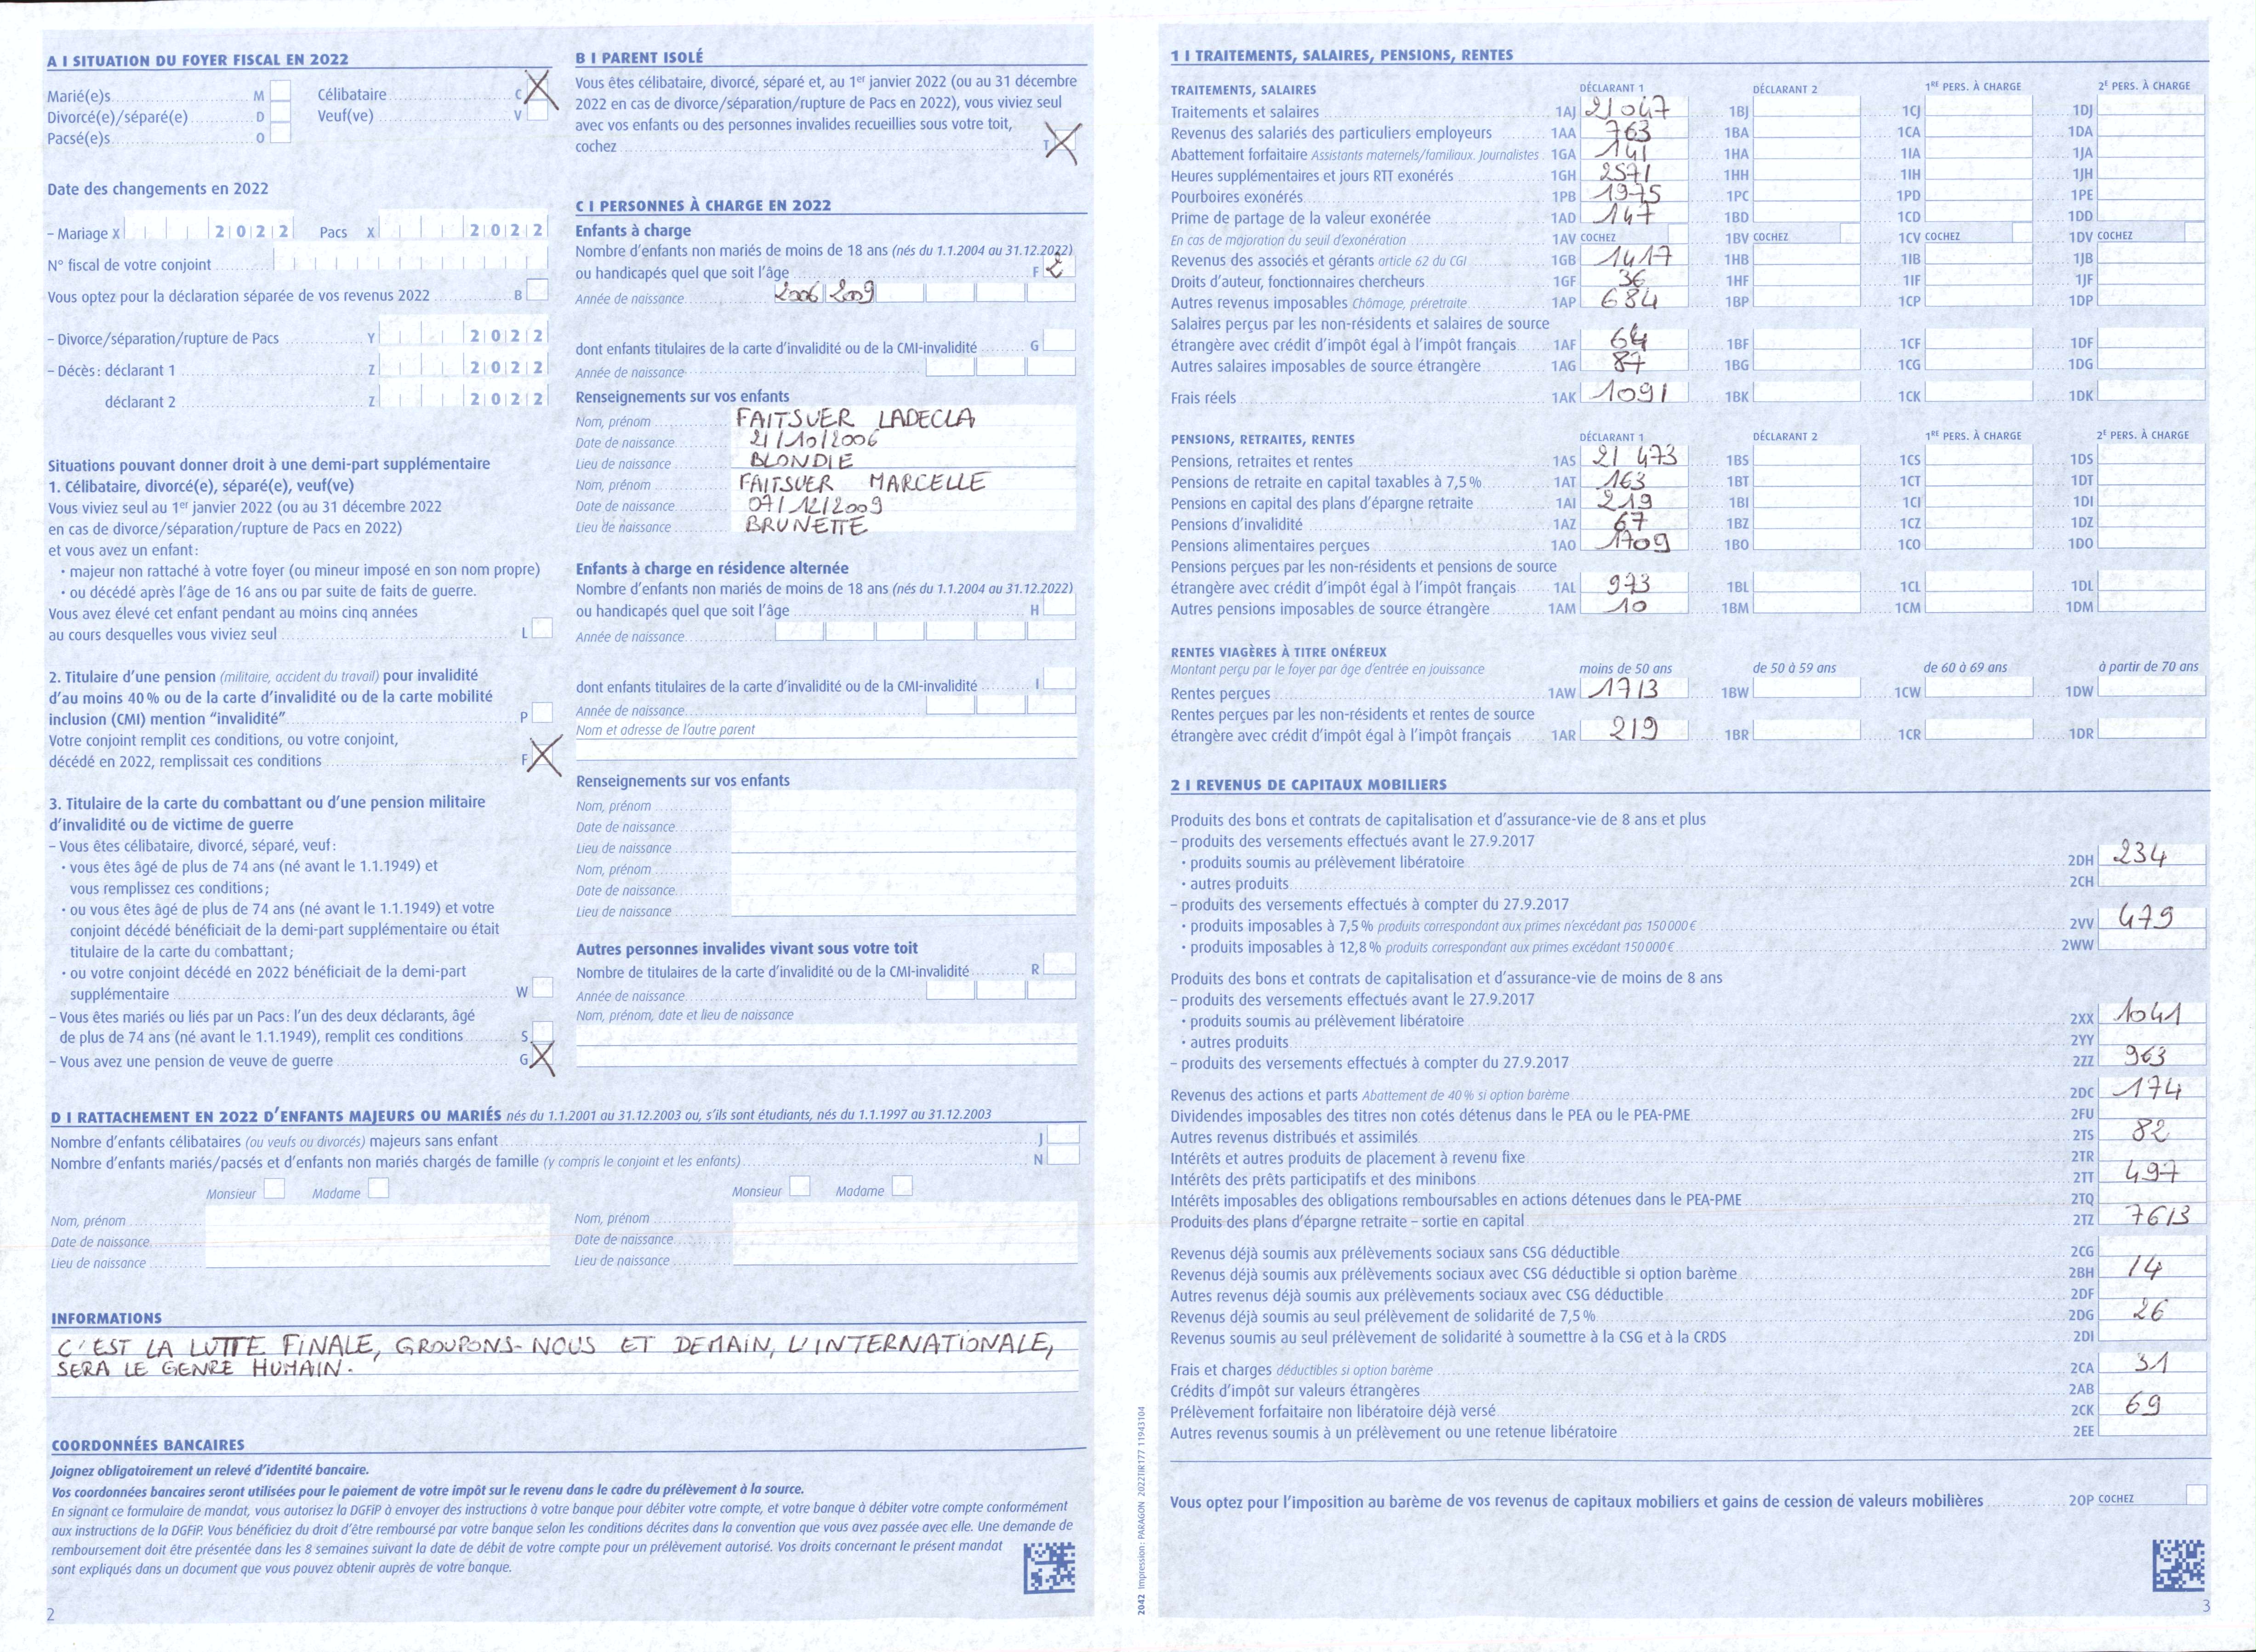 A I SITUATION DU FOYER FISCAL EN 2022
Marié(e)s M Célibataire C X
Divorcé(e)/séparé(e) D Veuf(ve) V
Pacsé(e)s O
Date des changements en 2022
– Mariage X 2022 Pacs X 2022
N° fiscal de votre conjoint
Vous optez pour la déclaration séparée de vos revenus 2022 B
– Divorce/séparation/rupture de Pacs Y 2022
– Décès : déclarant 1 Z 2022
déclarant 2 Z 2022
Situations pouvant donner droit à une demi-part supplémentaire
1. Célibataire, divorcé(e), séparé(e), veuf(ve)
Vous viviez seul au 1er janvier 2022 (ou au 31 décembre 2022
en cas de divorce/séparation/rupture de Pacs en 2022)
et vous avez un enfant :
• majeur non rattaché à votre foyer (ou mineur imposé en son nom propre)
• ou décédé après l'âge de 16 ans ou par suite de faits de guerre.
Vous avez élevé cet enfant pendant au moins cinq années
au cours desquelles vous viviez seul L
2. Titulaire d'une pension (militaire, accident du travail) pour invalidité
d'au moins 40 % ou de la carte d'invalidité ou de la carte mobilité
inclusion (CMI) mention “invalidité” P
Votre conjoint remplit ces conditions, ou votre conjoint,
décédé en 2022, remplissait ces conditions F X
3. Titulaire de la carte du combattant ou d'une pension militaire
d'invalidité ou de victime de guerre
– Vous êtes célibataire, divorcé, séparé, veuf :
• vous êtes âgé de plus de 74 ans (né avant le 1.1.1949) et
vous remplissez ces conditions ;
• ou vous êtes âgé de plus de 74 ans (né avant le 1.1.1949) et votre
conjoint décédé bénéficiait de la demi-part supplémentaire ou était
titulaire de la carte du combattant ;
• ou votre conjoint décédé en 2022 bénéficiait de la demi-part
supplémentaire W
– Vous êtes mariés ou liés par un Pacs : l'un des deux déclarants, âgé
de plus de 74 ans (né avant le 1.1.1949), remplit ces conditions S
– Vous avez une pension de veuve de guerre G X
B I PARENT ISOLÉ
Vous êtes célibataire, divorcé, séparé et, au 1er janvier 2022 (ou au 31 décembre
2022 en cas de divorce/séparation/rupture de Pacs en 2022), vous viviez seul
avec vos enfants ou des personnes invalides recueillies sous votre toit,
cochez T X
C I PERSONNES À CHARGE EN 2022
Enfants à charge
Nombre d'enfants non mariés de moins de 18 ans (nés du 1.1.2004 au 31.12.2022)
ou handicapés quel que soit l'âge F 2
Année de naissance 2006 2009
dont enfants titulaires de la carte d'invalidité ou de la CMI-invalidité G
Année de naissance
Renseignements sur vos enfants
Nom, prénom FAITSUER LADECLA
Date de naissance 21/10/2006
Lieu de naissance BLONDIE
Nom, prénom FAITSUER MARCELLE
Date de naissance 07/12/2009
Lieu de naissance BRUNETTE
Enfants à charge en résidence alternée
Nombre d'enfants non mariés de moins de 18 ans (nés du 1.1.2004 au 31.12.2022)
ou handicapés quel que soit l'âge H
Année de naissance
dont enfants titulaires de la carte d'invalidité ou de la CMI-invalidité I
Année de naissance
Nom et adresse de l'autre parent
Renseignements sur vos enfants
Nom, prénom
Date de naissance
Lieu de naissance
Nom, prénom
Date de naissance
Lieu de naissance
Autres personnes invalides vivant sous votre toit
Nombre de titulaires de la carte d'invalidité ou de la CMI-invalidité R
Année de naissance
Nom, prénom, date et lieu de naissance
D I RATTACHEMENT EN 2022 D'ENFANTS MAJEURS OU MARIÉS nés du 1.1.2001 au 31.12.2003 ou, s'ils sont étudiants, nés du 1.1.1997 au 31.12.2003
Nombre d'enfants célibataires (ou veufs ou divorcés) majeurs sans enfant J
Nombre d'enfants mariés/pacsés et d'enfants non mariés chargés de famille (y compris le conjoint et les enfants) N
Monsieur Madame Monsieur Madame
Nom, prénom Nom, prénom
Date de naissance Date de naissance
Lieu de naissance Lieu de naissance
INFORMATIONS
C'EST LA LUTTE FINALE, GROUPONS-NOUS ET DEMAIN, L'INTERNATIONALE,
SERA LE GENRE HUMAIN.
COORDONNÉES BANCAIRES
Joignez obligatoirement un relevé d'identité bancaire.
Vos coordonnées bancaires seront utilisées pour le paiement de votre impôt sur le revenu dans le cadre du prélèvement à la source.
En signant ce formulaire de mandat, vous autorisez la DGFiP à envoyer des instructions à votre banque pour débiter votre compte, et votre banque à débiter votre compte conformément
aux instructions de la DGFiP. Vous bénéficiez du droit d'être remboursé par votre banque selon les conditions décrites dans la convention que vous avez passée avec elle. Une demande de
remboursement doit être présentée dans les 8 semaines suivant la date de débit de votre compte pour un prélèvement autorisé. Vos droits concernant le présent mandat
sont expliqués dans un document que vous pouvez obtenir auprès de votre banque.
2
2042 Impression : PARAGON 2022TIR177 11943104
1 I TRAITEMENTS, SALAIRES, PENSIONS, RENTES
TRAITEMENTS, SALAIRES DÉCLARANT 1 DÉCLARANT 2 1RE PERS. À CHARGE 2E PERS. À CHARGE
Traitements et salaires 1AJ 21 047 1BJ 1CJ 1DJ
Revenus des salariés des particuliers employeurs 1AA 763 1BA 1CA 1DA
Abattement forfaitaire Assistants maternels/familiaux. Journalistes 1GA 141 1HA 1IA 1JA
Heures supplémentaires et jours RTT exonérés 1GH 2571 1HH 1IH 1JH
Pourboires exonérés 1PB 1975 1PC 1PD 1PE
Prime de partage de la valeur exonérée 1AD 147 1BD 1CD 1DD
En cas de majoration du seuil d'exonération 1AV COCHEZ 1BV COCHEZ 1CV COCHEZ 1DV COCHEZ
Revenus des associés et gérants article 62 du CGI 1GB 1417 1HB 1IB 1JB
Droits d'auteur, fonctionnaires chercheurs 1GF 36 1HF 1IF 1JF
Autres revenus imposables Chômage, préretraite 1AP 684 1BP 1CP 1DP
Salaires perçus par les non-résidents et salaires de source
étrangère avec crédit d'impôt égal à l'impôt français 1AF 64 1BF 1CF 1DF
Autres salaires imposables de source étrangère 1AG 87 1BG 1CG 1DG
Frais réels 1AK 1091 1BK 1CK 1DK
PENSIONS, RETRAITES, RENTES DÉCLARANT 1 DÉCLARANT 2 1RE PERS. À CHARGE 2E PERS. À CHARGE
Pensions, retraites et rentes 1AS 21 473 1BS 1CS 1DS
Pensions de retraite en capital taxables à 7,5 % 1AT 163 1BT 1CT 1DT
Pensions en capital des plans d'épargne retraite 1AI 219 1BI 1CI 1DI
Pensions d'invalidité 1AZ 67 1BZ 1CZ 1DZ
Pensions alimentaires perçues 1AO 1709 1BO 1CO 1DO
Pensions perçues par les non-résidents et pensions de source
étrangère avec crédit d'impôt égal à l'impôt français 1AL 973 1BL 1CL 1DL
Autres pensions imposables de source étrangère 1AM 10 1BM 1CM 1DM
RENTES VIAGÈRES À TITRE ONÉREUX
Montant perçu par le foyer par âge d'entrée en jouissance moins de 50 ans de 50 à 59 ans de 60 à 69 ans à partir de 70 ans
Rentes perçues 1AW 1713 1BW 1CW 1DW
Rentes perçues par les non-résidents et rentes de source
étrangère avec crédit d'impôt égal à l'impôt français 1AR 219 1BR 1CR 1DR
2 I REVENUS DE CAPITAUX MOBILIERS
Produits des bons et contrats de capitalisation et d'assurance-vie de 8 ans et plus
– produits des versements effectués avant le 27.9.2017
• produits soumis au prélèvement libératoire 2DH 234
• autres produits 2CH
– produits des versements effectués à compter du 27.9.2017
• produits imposables à 7,5 % produits correspondant aux primes n'excédant pas 150 000 € 2VV 479
• produits imposables à 12,8 % produits correspondant aux primes excédant 150 000 € 2WW
Produits des bons et contrats de capitalisation et d'assurance-vie de moins de 8 ans
– produits des versements effectués avant le 27.9.2017
• produits soumis au prélèvement libératoire 2XX 1041
• autres produits 2YY
– produits des versements effectués à compter du 27.9.2017 2ZZ 963
Revenus des actions et parts Abattement de 40 % si option barème 2DC 174
Dividendes imposables des titres non cotés détenus dans le PEA ou le PEA-PME 2FU
Autres revenus distribués et assimilés 2TS 82
Intérêts et autres produits de placement à revenu fixe 2TR
Intérêts des prêts participatifs et des minibons 2TT 497
Intérêts imposables des obligations remboursables en actions détenues dans le PEA-PME 2TQ
Produits des plans d'épargne retraite – sortie en capital 2TZ 7613
Revenus déjà soumis aux prélèvements sociaux sans CSG déductible 2CG
Revenus déjà soumis aux prélèvements sociaux avec CSG déductible si option barème 2BH 14
Autres revenus déjà soumis aux prélèvements sociaux avec CSG déductible 2DF
Revenus déjà soumis au seul prélèvement de solidarité de 7,5 % 2DG 26
Revenus soumis au seul prélèvement de solidarité à soumettre à la CSG et à la CRDS 2DI
Frais et charges déductibles si option barème 2CA 31
Crédits d'impôt sur valeurs étrangères 2AB
Prélèvement forfaitaire non libératoire déjà versé 2CK 69
Autres revenus soumis à un prélèvement ou une retenue libératoire 2EE
Vous optez pour l'imposition au barème de vos revenus de capitaux mobiliers et gains de cession de valeurs mobilières 2OP COCHEZ
3